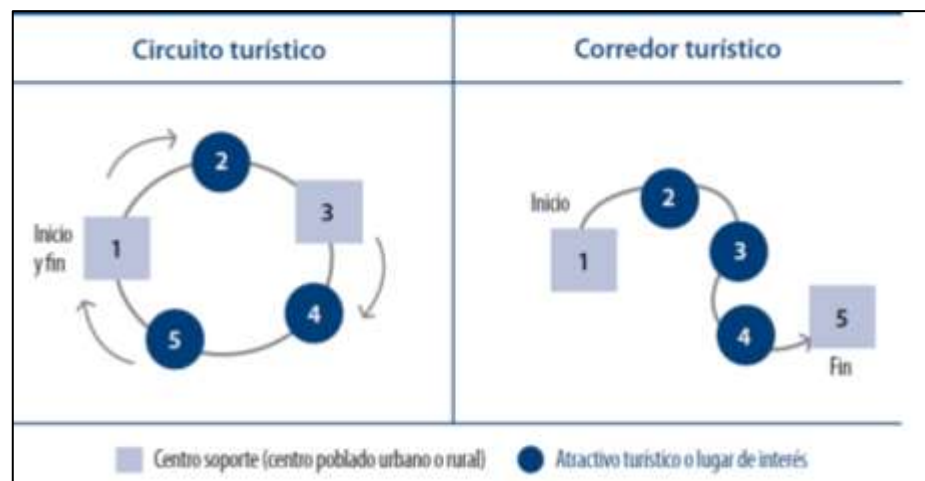 Circuito turístico
Corredor turístico
2
3
Inicio
y fin
1
4
5
Inicio
2
1
3
4
5
Fin
Centro soporte (centro poblado urbano o rural)
Atractivo turístico o lugar de interés